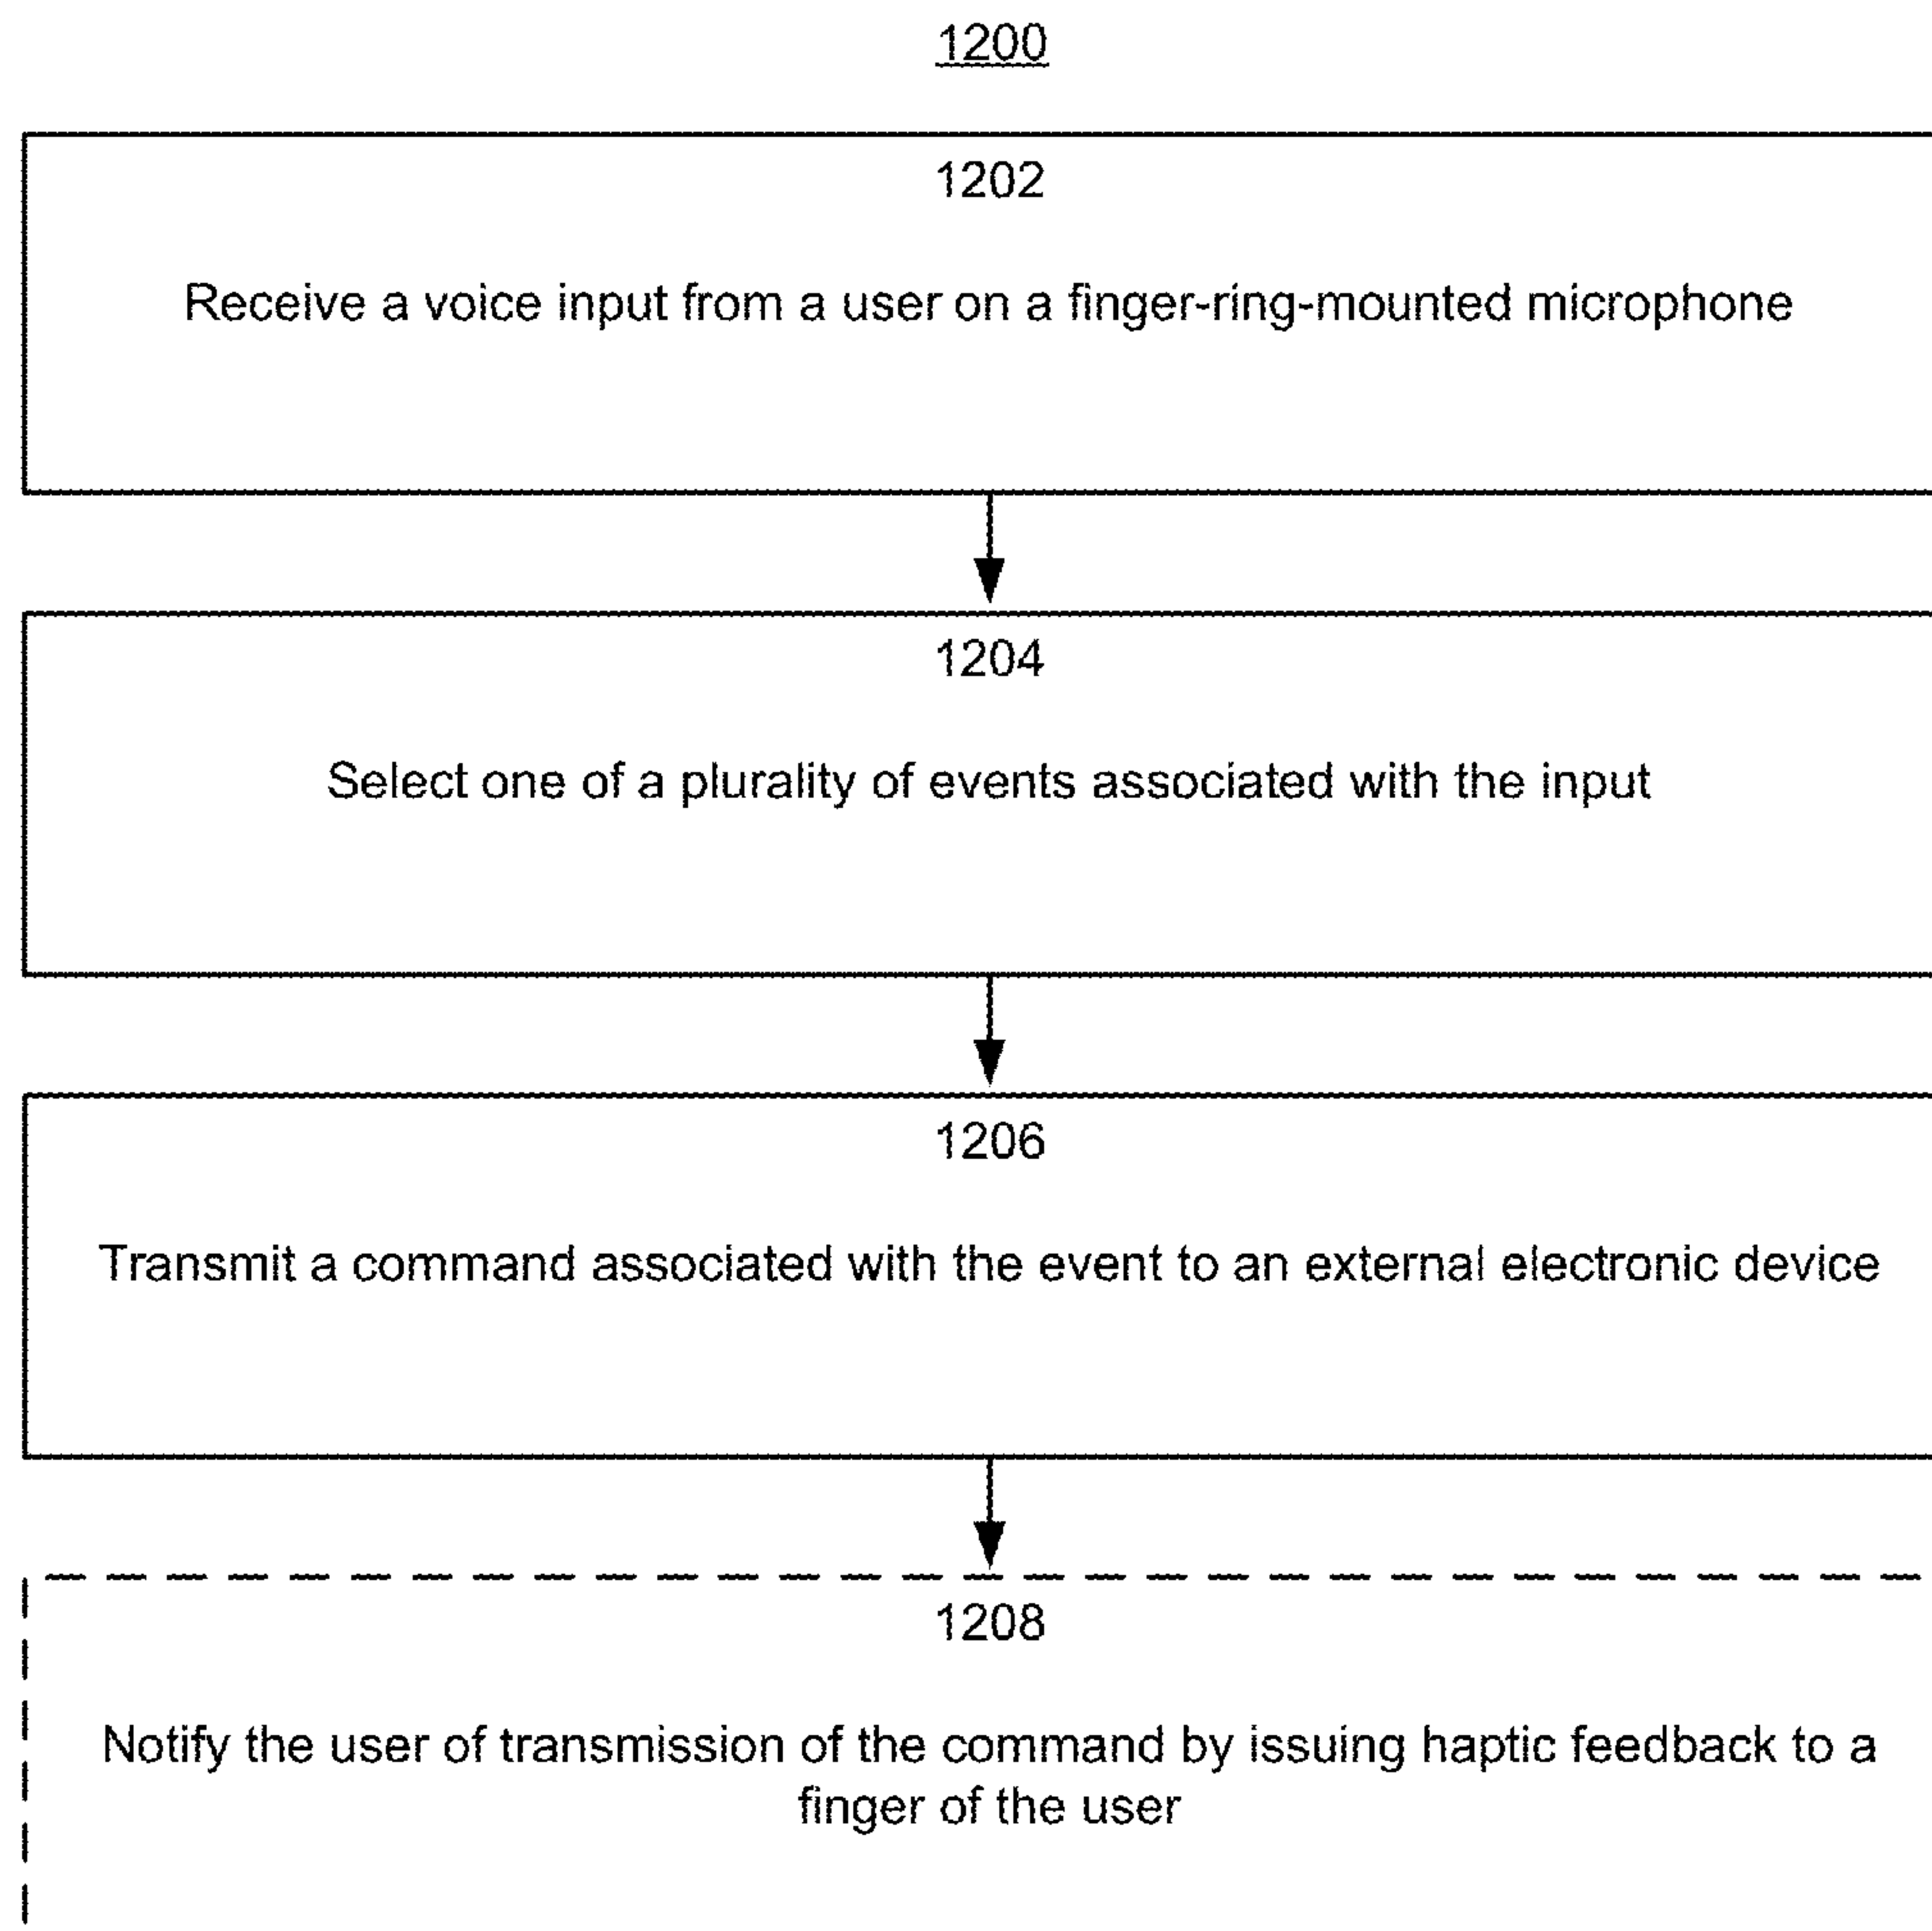 1200
1202
Receive a voice input from a user on a finger-ring-mounted microphone
1204
Select one of a plurality of events associated with the input
1206
Transmit a command associated with the event to an external electronic device
1208
Notify the user of transmission of the command by issuing haptic feedback to a
finger of the user